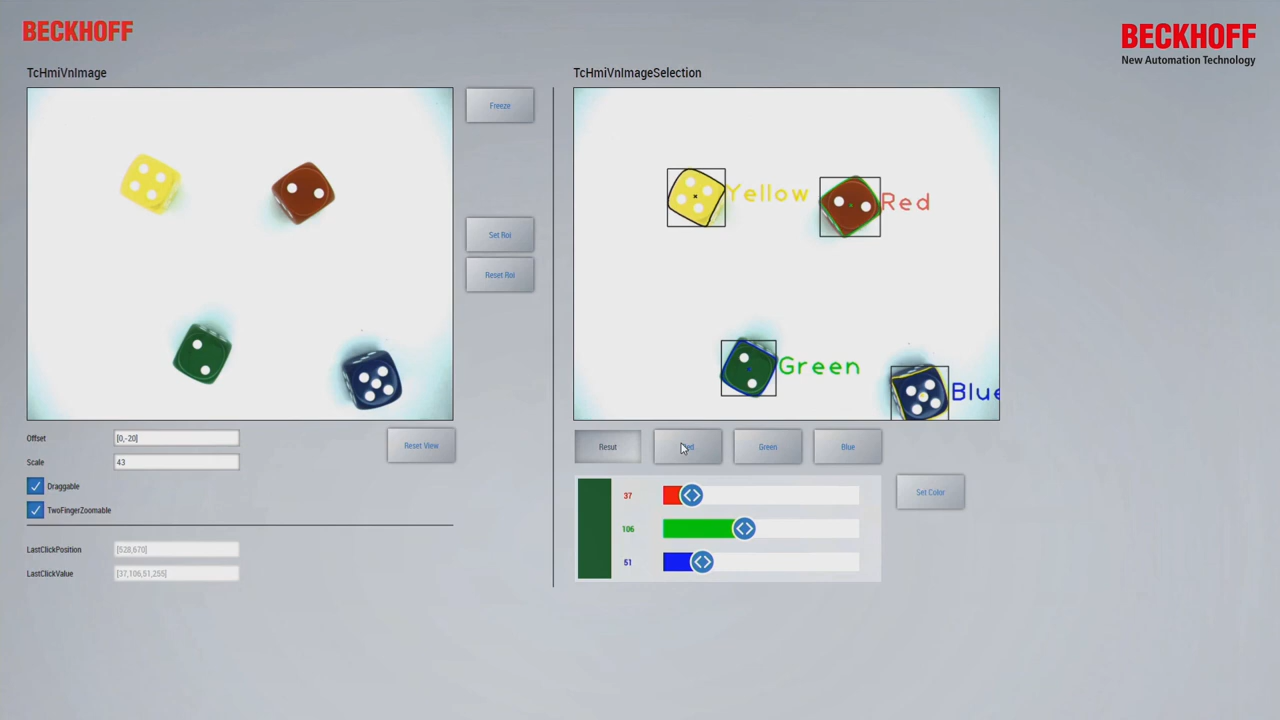 BECKHOFF
BECKHOFF
New Automation Technology
TcHmiVnImage
TcHmiVnImageSelection
Freeze
Yellow
Red
Set Roi
Reset Roi
Green
Blue
Offset
[0,-20]
Reset View
Resut
Green
Blue
Scale
43
Draggable
37
Set Color
TwoFingerZoomable
106
LastClickPosition
[528,670]
51
LastClickValue
[37,106,51,255]